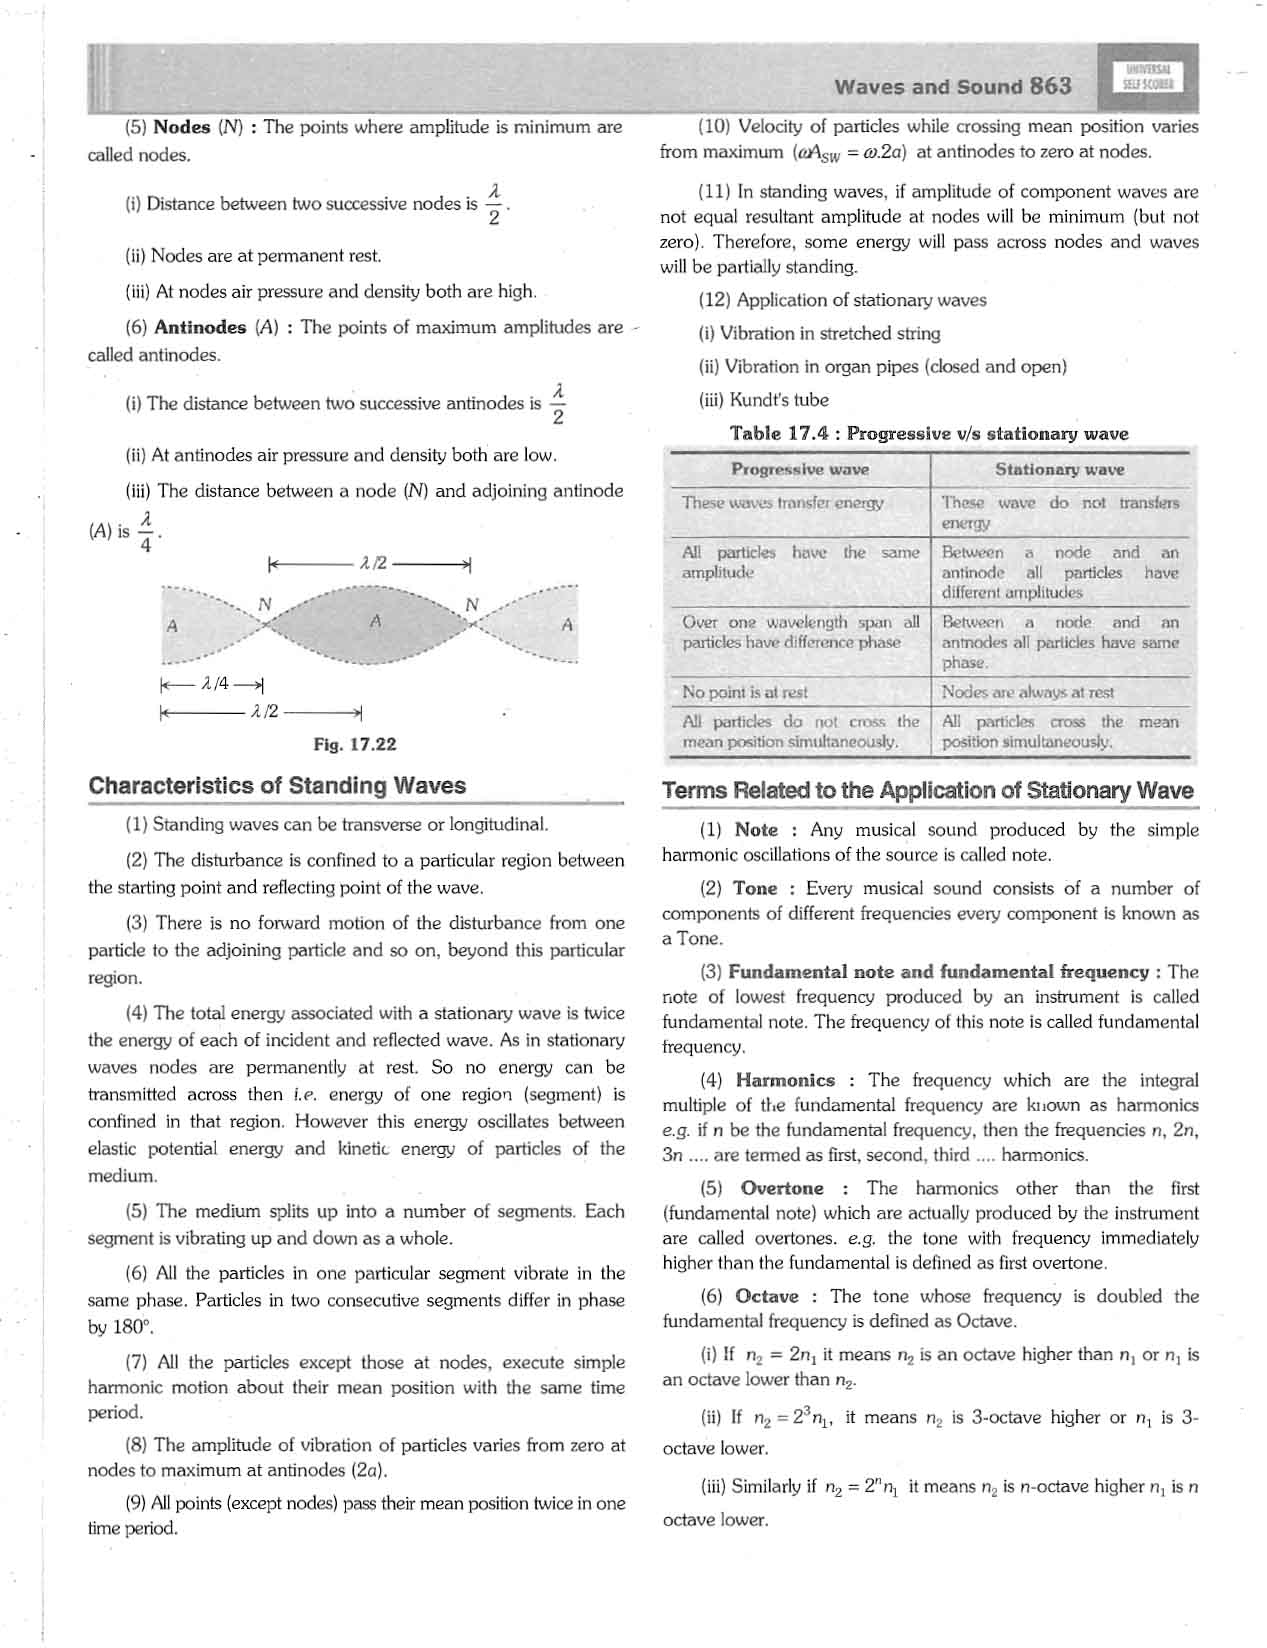 Waves and Sound 863
UNIVERSAL
SELF SCORER
(5) Nodes (N) : The points where amplitude is minimum are
called nodes.
(i) Distance between two successive nodes is λ/2.
(ii) Nodes are at permanent rest.
(iii) At nodes air pressure and density both are high.
(6) Antinodes (A) : The points of maximum amplitudes are
called antinodes.
(i) The distance between two successive antinodes is λ/2
(ii) At antinodes air pressure and density both are low.
(iii) The distance between a node (N) and adjoining antinode
(A) is λ/4.
λ/2
N
N
A
A
A
λ/4
λ/2
Fig. 17.22
Characteristics of Standing Waves
(1) Standing waves can be transverse or longitudinal.
(2) The disturbance is confined to a particular region between
the starting point and reflecting point of the wave.
(3) There is no forward motion of the disturbance from one
particle to the adjoining particle and so on, beyond this particular
region.
(4) The total energy associated with a stationary wave is twice
the energy of each of incident and reflected wave. As in stationary
waves nodes are permanently at rest. So no energy can be
transmitted across then i.e. energy of one region (segment) is
confined in that region. However this energy oscillates between
elastic potential energy and kinetic energy of particles of the
medium.
(5) The medium splits up into a number of segments. Each
segment is vibrating up and down as a whole.
(6) All the particles in one particular segment vibrate in the
same phase. Particles in two consecutive segments differ in phase
by 180°.
(7) All the particles except those at nodes, execute simple
harmonic motion about their mean position with the same time
period.
(8) The amplitude of vibration of particles varies from zero at
nodes to maximum at antinodes (2a).
(9) All points (except nodes) pass their mean position twice in one
time period.
(10) Velocity of particles while crossing mean position varies
from maximum (ωA_SW = ω.2a) at antinodes to zero at nodes.
(11) In standing waves, if amplitude of component waves are
not equal resultant amplitude at nodes will be minimum (but not
zero). Therefore, some energy will pass across nodes and waves
will be partially standing.
(12) Application of stationary waves
(i) Vibration in stretched string
(ii) Vibration in organ pipes (closed and open)
(iii) Kundt's tube
Table 17.4 : Progressive v/s stationary wave
Progressive wave
Stationary wave
These waves transfer energy
These wave do not transfers
energy
All particles have the same
amplitude
Between a node and an
antinode all particles have
different amplitudes
Over one wavelength span all
particles have difference phase
Between a node and an
antinodes all particles have same
phase.
No point is at rest
Nodes are always at rest
All particles do not cross the
mean position simultaneously.
All particles cross the mean
position simultaneously.
Terms Related to the Application of Stationary Wave
(1) Note : Any musical sound produced by the simple
harmonic oscillations of the source is called note.
(2) Tone : Every musical sound consists of a number of
components of different frequencies every component is known as
a Tone.
(3) Fundamental note and fundamental frequency : The
note of lowest frequency produced by an instrument is called
fundamental note. The frequency of this note is called fundamental
frequency.
(4) Harmonics : The frequency which are the integral
multiple of the fundamental frequency are known as harmonics
e.g. if n be the fundamental frequency, then the frequencies n, 2n,
3n .... are termed as first, second, third .... harmonics.
(5) Overtone : The harmonics other than the first
(fundamental note) which are actually produced by the instrument
are called overtones. e.g. the tone with frequency immediately
higher than the fundamental is defined as first overtone.
(6) Octave : The tone whose frequency is doubled the
fundamental frequency is defined as Octave.
(i) If n₂ = 2n₁ it means n₂ is an octave higher than n₁ or n₁ is
an octave lower than n₂.
(ii) If n₂ = 2³n₁, it means n₂ is 3-octave higher or n₁ is 3-
octave lower.
(iii) Similarly if n₂ = 2ⁿn₁ it means n₂ is n-octave higher n₁ is n
octave lower.